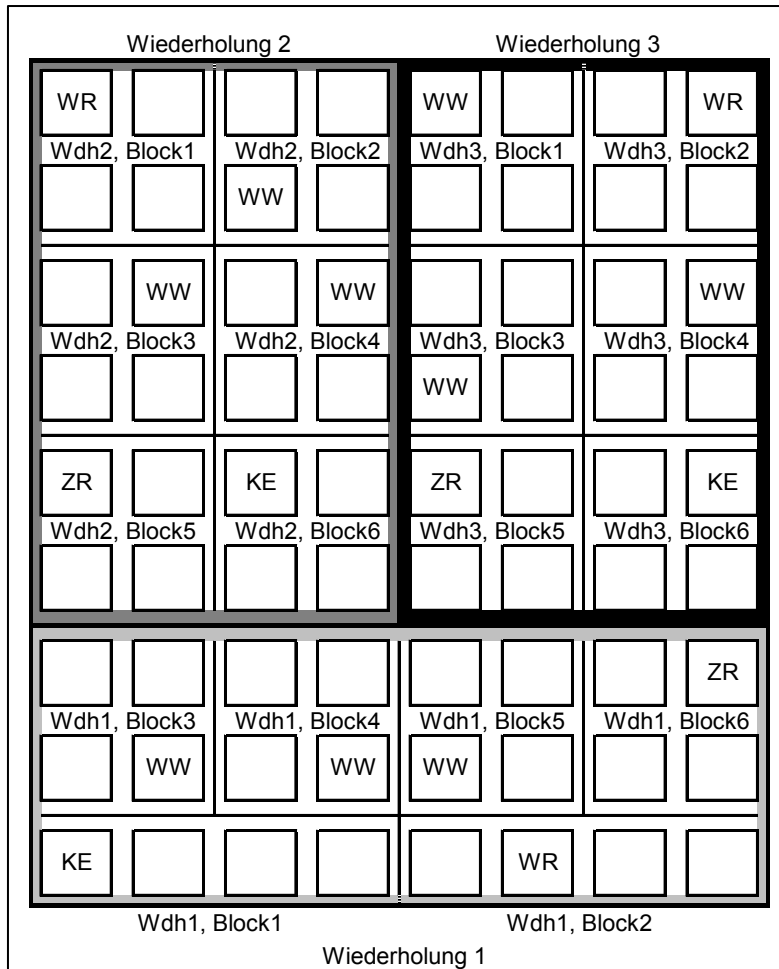 Wiederholung 2 Wiederholung 3
WR WW WR
Wdh2, Block1 Wdh2, Block2 Wdh3, Block1 Wdh3, Block2
WW
WW WW WW
Wdh2, Block3 Wdh2, Block4 Wdh3, Block3 Wdh3, Block4
WW
ZR KE ZR KE
Wdh2, Block5 Wdh2, Block6 Wdh3, Block5 Wdh3, Block6
ZR
Wdh1, Block3 Wdh1, Block4 Wdh1, Block5 Wdh1, Block6
WW WW WW
KE WR
Wdh1, Block1 Wdh1, Block2
Wiederholung 1